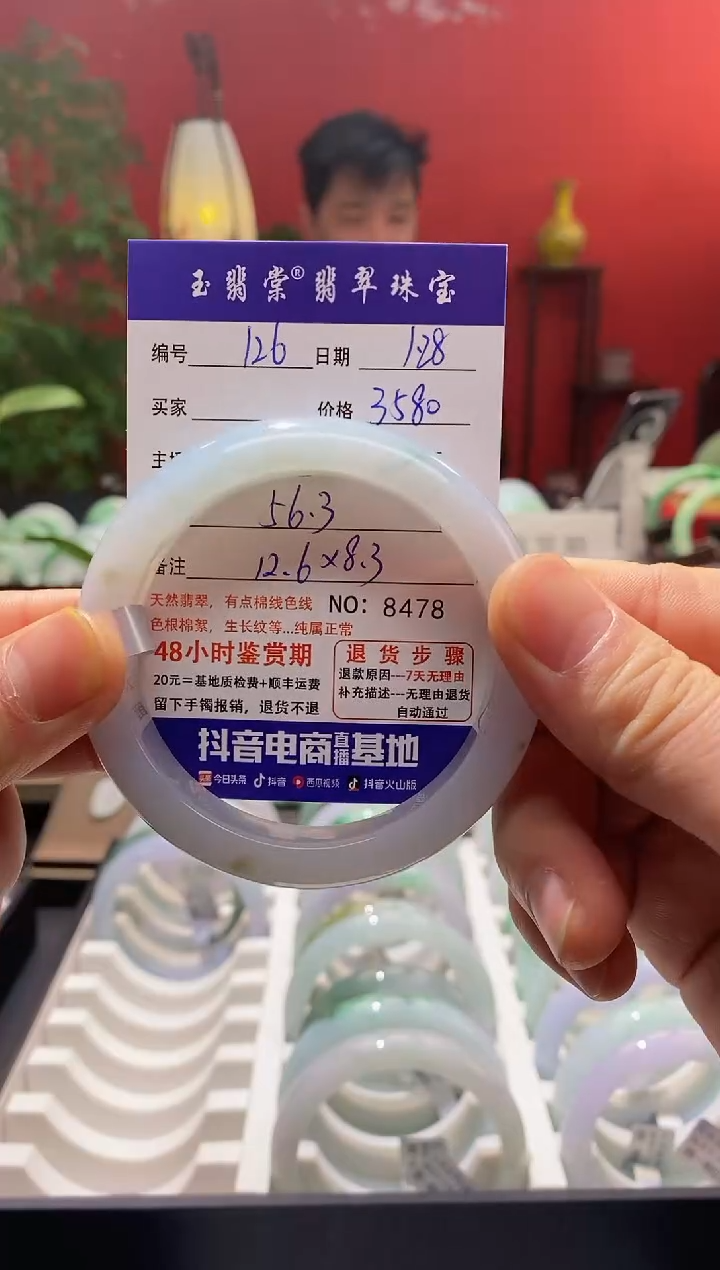 玉翡棠® 翡翠珠宝
编号 126 日期 1.28
买家 价格 3580
主
56.3
备注 12.6×8.3
天然翡翠，有点棉线色线 NO: 8478
色根棉絮，生长纹等...纯属正常
48小时鉴赏期
20元=基地质检费+顺丰运费
留下手镯报销，退货不退
退货步骤
退款原因---7天无理由
补充描述---无理由退货
自动通过
抖音电商直播基地
头条 今日头条 抖音 西瓜视频 抖音火山版